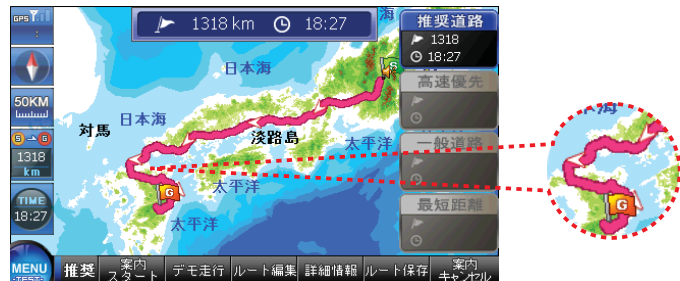 GPS
1318 km 18:27
海
推奨道路
1318
18:27
日本海
高速優先
50KM
日本海
対馬
淡路島
太平洋
一般道路
S G
1318
km
太平洋
TIME
18:27
太平洋
最短距離
S
G
MENU
-TEST-
推奨
案内
スタート
デモ走行
ルート編集
詳細情報
ルート保存
案内
キャンセル
G